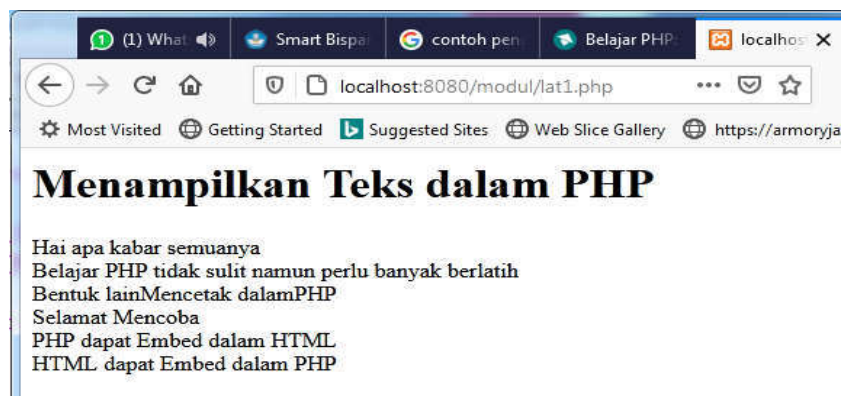 (1) What
Smart Bispa
contoh pen
Belajar PHP:
localhos
localhost:8080/modul/lat1.php
Most Visited Getting Started Suggested Sites Web Slice Gallery https://armoryja
Menampilkan Teks dalam PHP
Hai apa kabar semuanya
Belajar PHP tidak sulit namun perlu banyak berlatih
Bentuk lainMencetak dalamPHP
Selamat Mencoba
PHP dapat Embed dalam HTML
HTML dapat Embed dalam PHP